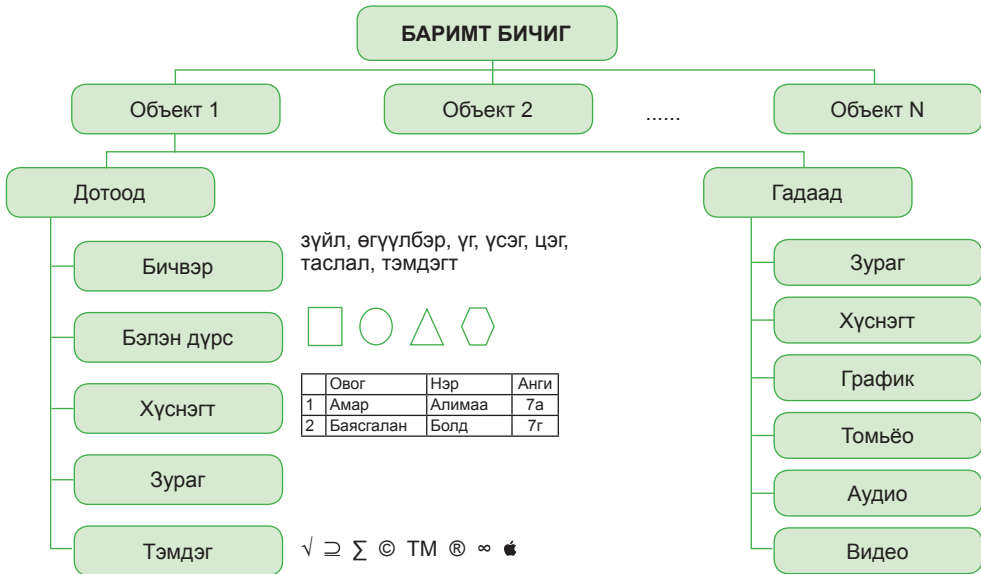 БАРИМТ БИЧИГ
Объект 1
Объект 2
......
Объект N
Дотоод
Гадаад
Бичвэр
зүйл, өгүүлбэр, үг, үсэг, цэг,
таслал, тэмдэгт
Бэлэн дүрс
Хүснэгт
Овог Нэр Анги
1 Амар Алимаа 7а
2 Баясгалан Болд 7г
Зураг
Тэмдэг
√ ⊇ ∑ © TM ® ∞
Зураг
Хүснэгт
График
Томьёо
Аудио
Видео